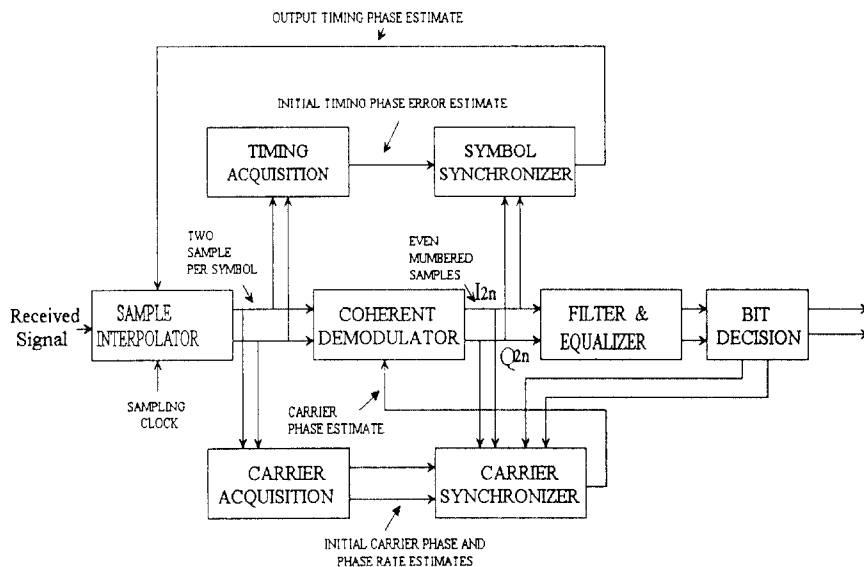 OUTPUT TIMING PHASE ESTIMATE
INITIAL TIMING PHASE ERROR ESTIMATE
TIMING
ACQUISITION
SYMBOL
SYNCHRONIZER
TWO
SAMPLE
PER SYMBOL
EVEN
MUMBERED
SAMPLES
I2n
Received
Signal
SAMPLE
INTERPOLATOR
COHERENT
DEMODULATOR
FILTER &
EQUALIZER
BIT
DECISION
Q2n
SAMPLING
CLOCK
CARRIER
PHASE ESTIMATE
CARRIER
ACQUISITION
CARRIER
SYNCHRONIZER
INITIAL CARRIER PHASE AND
PHASE RATE ESTIMATES